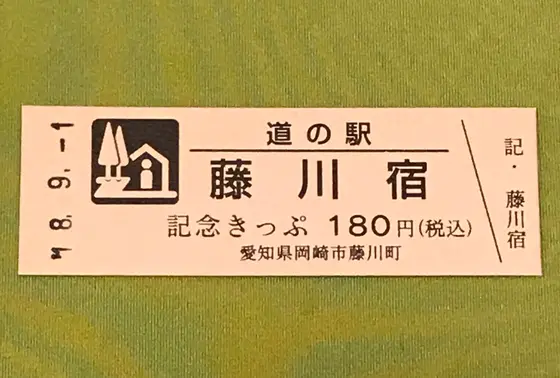 8. 9. -1
道の駅
藤川宿
記念きっぷ 180円(税込)
愛知県岡崎市藤川町
記・藤川宿